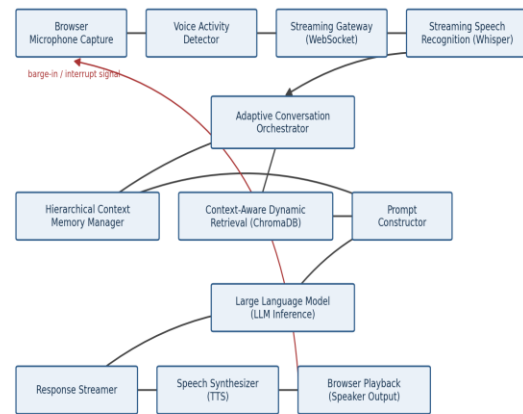 Browser
Microphone Capture
Voice Activity
Detector
Streaming Gateway
(WebSocket)
Streaming Speech
Recognition (Whisper)
barge-in / interrupt signal
Adaptive Conversation
Orchestrator
Hierarchical Context
Memory Manager
Context-Aware Dynamic
Retrieval (ChromaDB)
Prompt
Constructor
Large Language Model
(LLM Inference)
Response Streamer
Speech Synthesizer
(TTS)
Browser Playback
(Speaker Output)